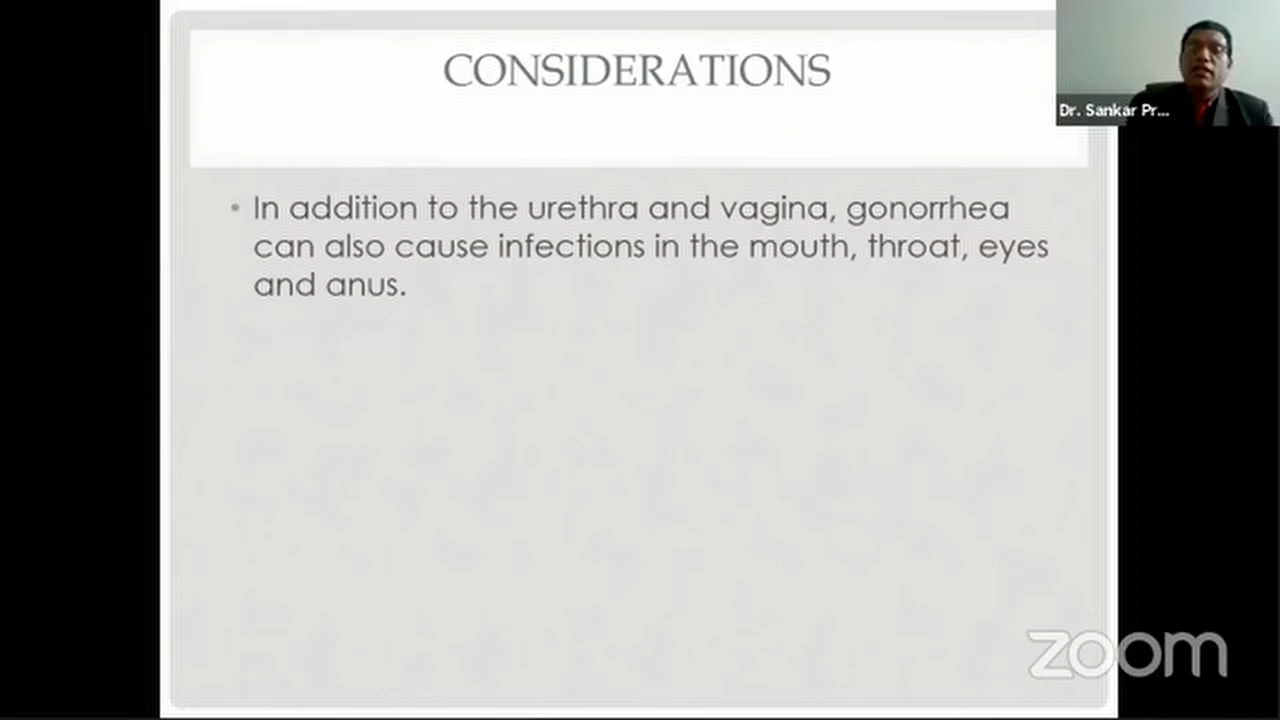 CONSIDERATIONS
Dr. Sankar Pr...
• In addition to the urethra and vagina, gonorrhea
can also cause infections in the mouth, throat, eyes
and anus.
zoom